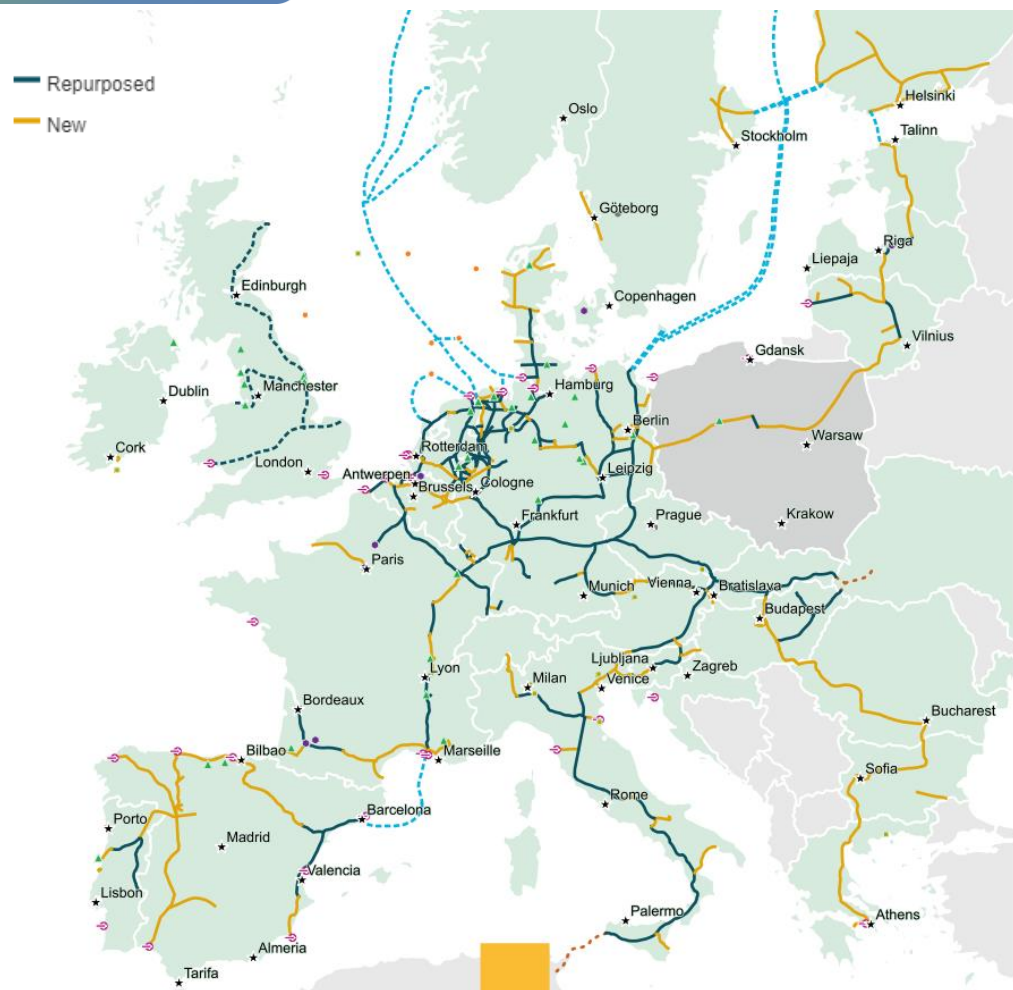 Repurposed
New
Oslo
Helsinki
Stockholm
Talinn
Göteborg
Riga
Liepaja
Edinburgh
Copenhagen
Vilnius
Gdansk
Dublin
Manchester
Hamburg
Berlin
Warsaw
Cork
London
Rotterdam
Antwerpen
Brussels
Cologne
Leipzig
Frankfurt
Prague
Krakow
Paris
Munich
Vienna
Bratislava
Budapest
Lyon
Milan
Ljubljana
Venice
Zagreb
Bordeaux
Bucharest
Bilbao
Marseille
Sofia
Porto
Madrid
Barcelona
Rome
Valencia
Lisbon
Palermo
Athens
Almeria
Tarifa